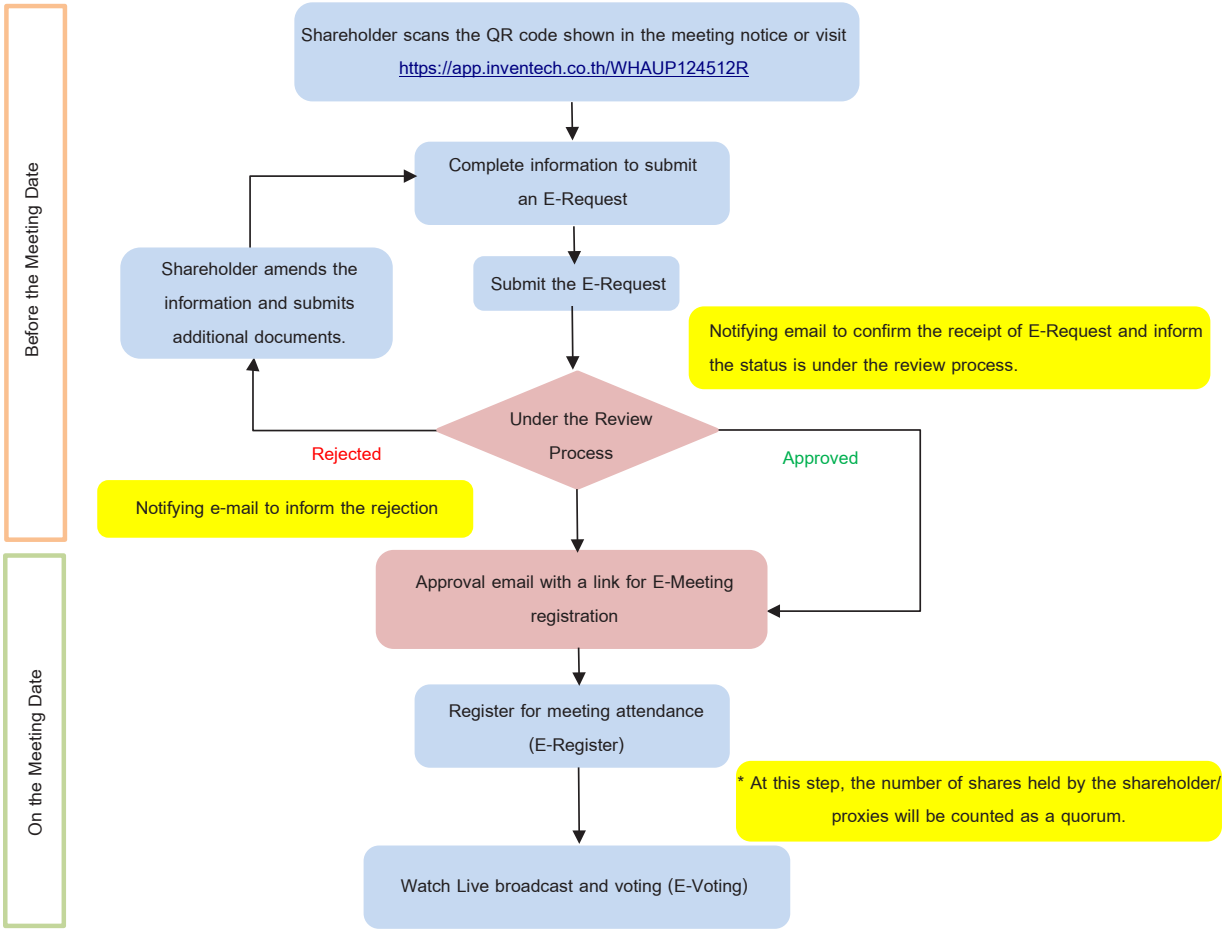 Before the Meeting Date
Shareholder scans the QR code shown in the meeting notice or visit
https://app.inventech.co.th/WHAUP124512R
Complete information to submit
an E-Request
Shareholder amends the
information and submits
additional documents.
Submit the E-Request
Notifying email to confirm the receipt of E-Request and inform
the status is under the review process.
Under the Review
Process
Rejected
Approved
Notifying e-mail to inform the rejection
On the Meeting Date
Approval email with a link for E-Meeting
registration
Register for meeting attendance
(E-Register)
* At this step, the number of shares held by the shareholder/
proxies will be counted as a quorum.
Watch Live broadcast and voting (E-Voting)